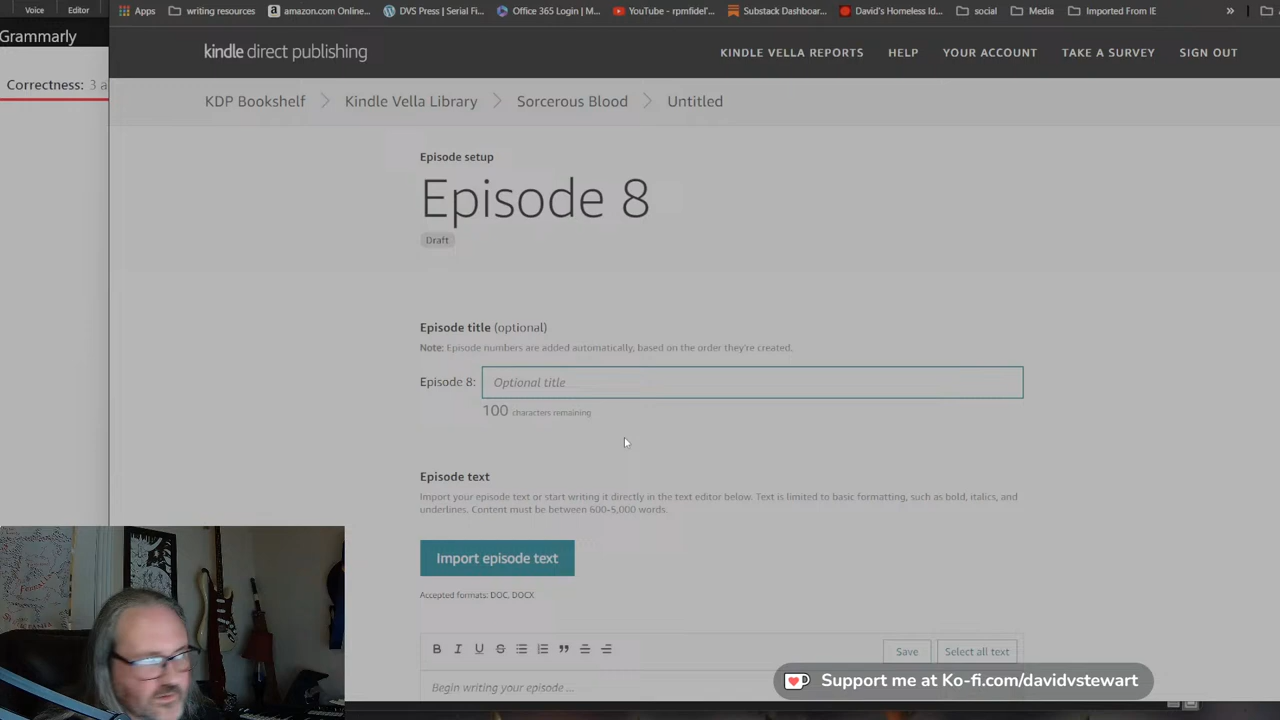 Voice Editor
Apps writing resources amazon.com Online... DVS Press | Serial Fi... Office 365 Login | M... YouTube - rpmfidel'... Substack Dashboar... David's Homeless Id... social Media Imported From IE »
Grammarly
kindle direct publishing KINDLE VELLA REPORTS HELP YOUR ACCOUNT TAKE A SURVEY SIGN OUT
Correctness: 3 a
KDP Bookshelf Kindle Vella Library Sorcerous Blood Untitled
Episode setup
Episode 8
Draft
Episode title (optional)
Note: Episode numbers are added automatically, based on the order they're created.
Episode 8: Optional title
100 characters remaining
Episode text
Import your episode text or start writing it directly in the text editor below. Text is limited to basic formatting, such as bold, italics, and
underlines. Content must be between 600-5,000 words.
Import episode text
Accepted formats: DOC, DOCX
B I U S Save Select all text
Begin writing your episode ...
Support me at Ko-fi.com/davidvstewart